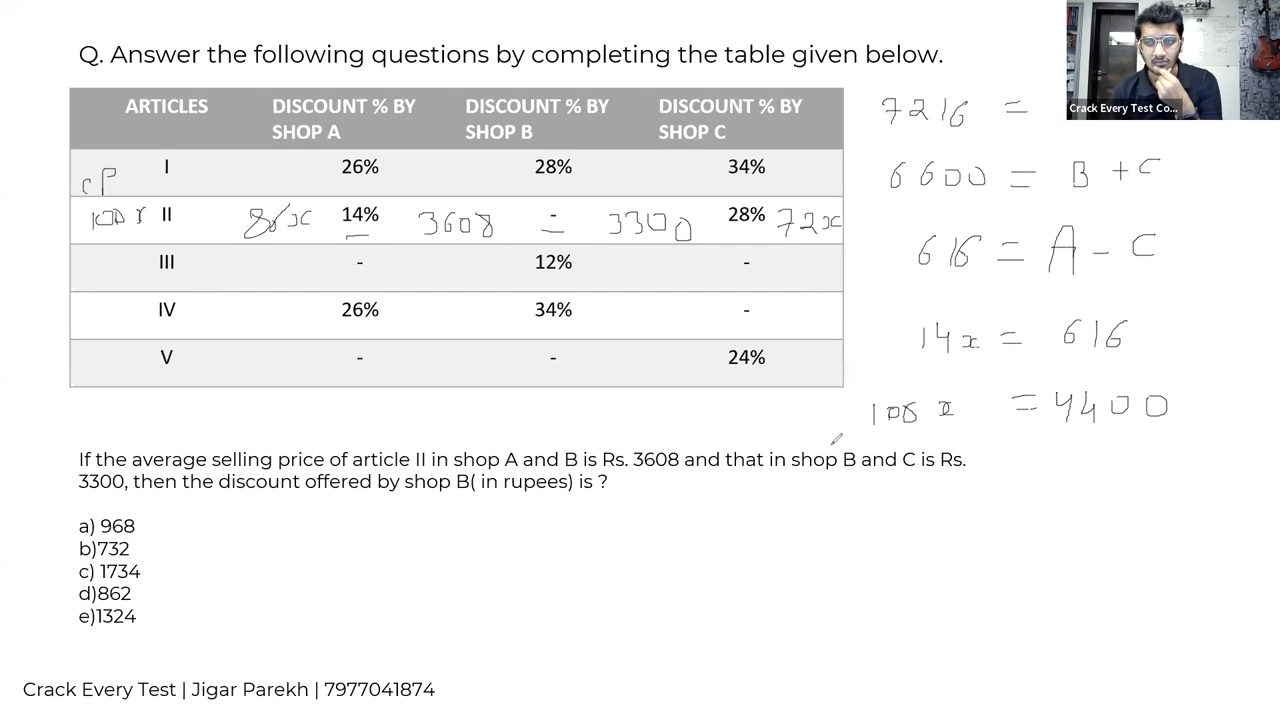 Q. Answer the following questions by completing the table given below.
ARTICLES DISCOUNT % BY SHOP A DISCOUNT % BY SHOP B DISCOUNT % BY SHOP C
I 26% 28% 34%
CP
100x II 86x 14% 3608 - 3300 28% 72x
III - 12% -
IV 26% 34% -
V - - 24%
7216 =
6600 = B + C
616 = A - C
14x = 616
100 x = 4400
Crack Every Test Co...
If the average selling price of article II in shop A and B is Rs. 3608 and that in shop B and C is Rs.
3300, then the discount offered by shop B( in rupees) is ?
a) 968
b)732
c) 1734
d)862
e)1324
Crack Every Test | Jigar Parekh | 7977041874